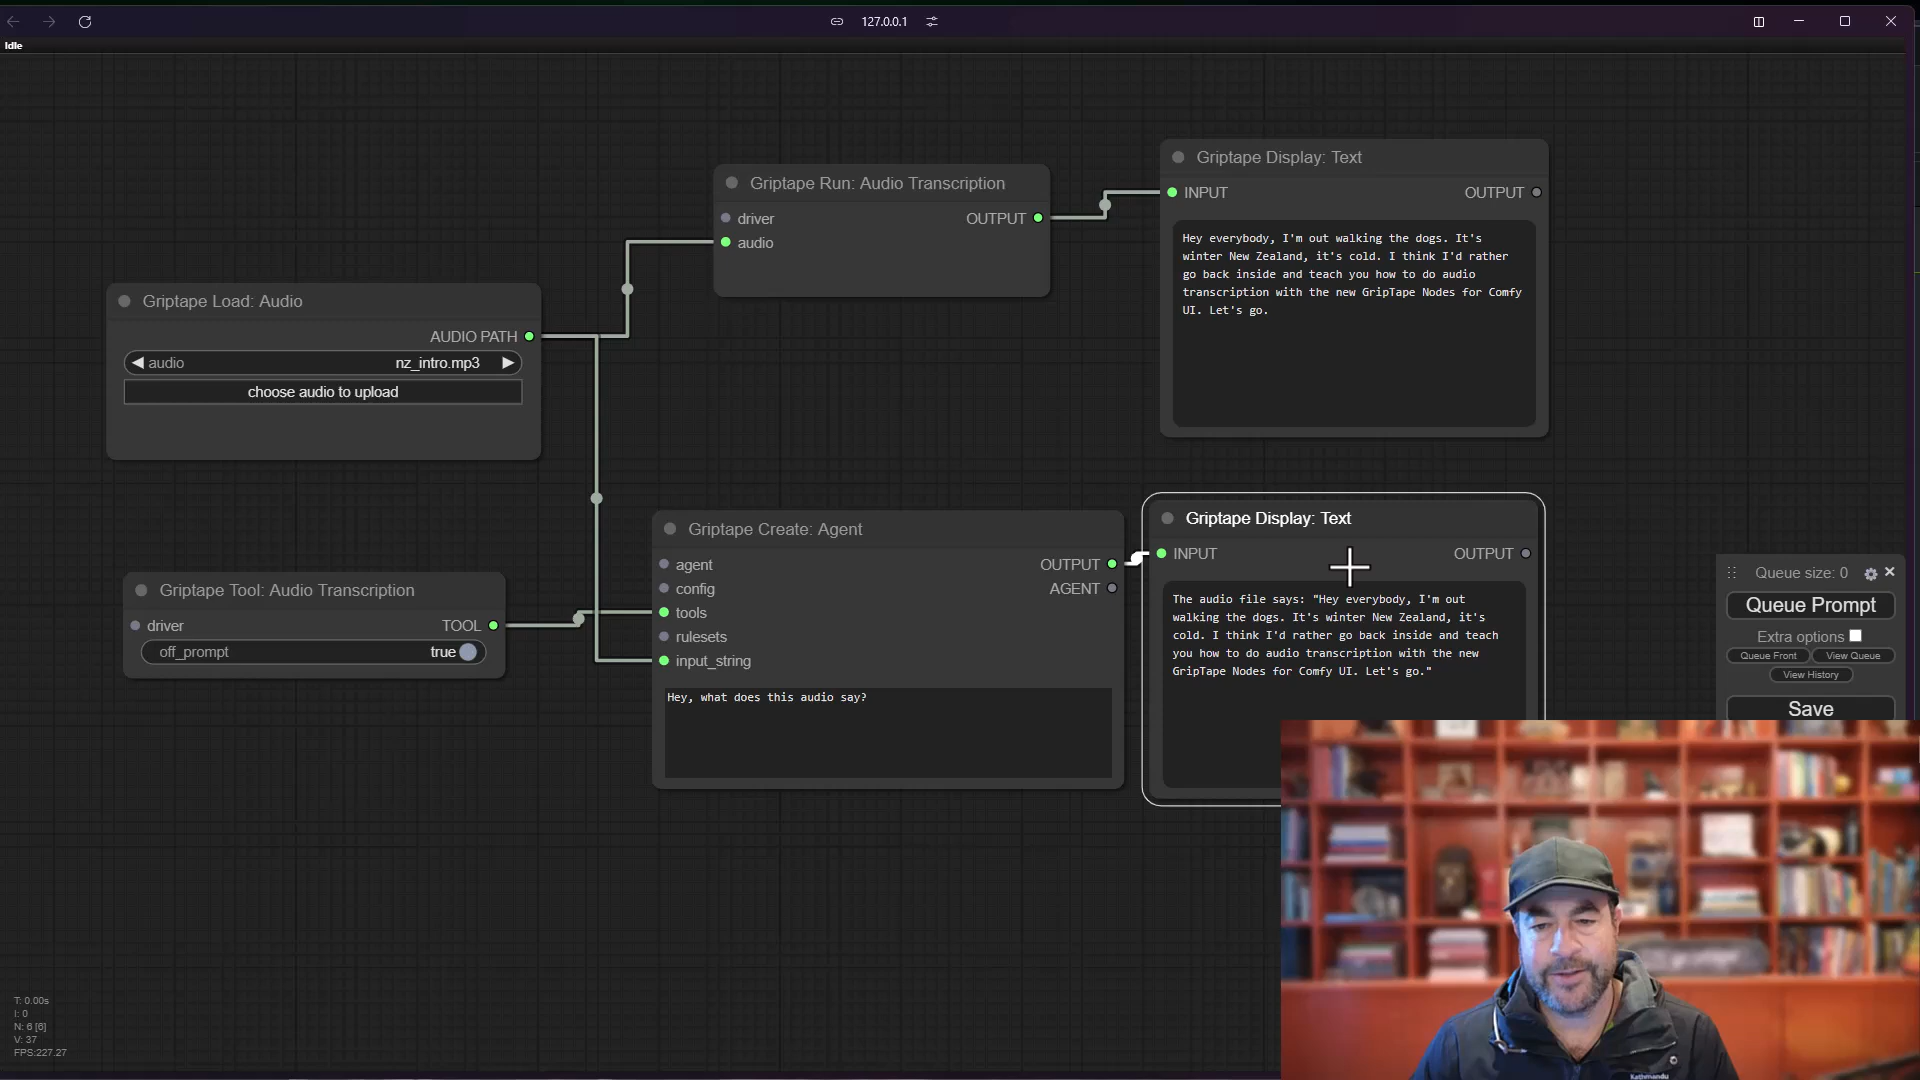 127.0.0.1
Idle
Griptape Load: Audio
AUDIO PATH
audio nz_intro.mp3
choose audio to upload
Griptape Run: Audio Transcription
driver OUTPUT
audio
Griptape Display: Text
INPUT OUTPUT
Hey everybody, I'm out walking the dogs. It's
winter New Zealand, it's cold. I think I'd rather
go back inside and teach you how to do audio
transcription with the new GripTape Nodes for Comfy
UI. Let's go.
Griptape Tool: Audio Transcription
driver TOOL
off_prompt true
Griptape Create: Agent
agent OUTPUT
config AGENT
tools
rulesets
input_string
Hey, what does this audio say?
Griptape Display: Text
INPUT OUTPUT
The audio file says: "Hey everybody, I'm out
walking the dogs. It's winter New Zealand, it's
cold. I think I'd rather go back inside and teach
you how to do audio transcription with the new
GripTape Nodes for Comfy UI. Let's go."
Queue size: 0
Queue Prompt
Extra options
Queue Front View Queue
View History
Save
T: 0.00s
I: 0
N: 6 [6]
V: 37
FPS:227.27
Kathmandu